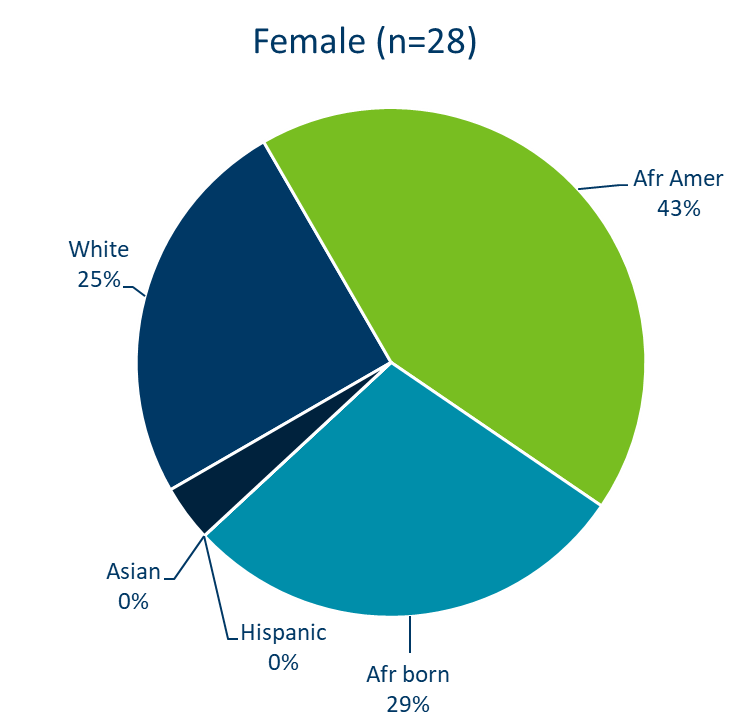 Female (n=28)
Afr Amer
43%
White
25%
Asian
0%
Hispanic
0%
Afr born
29%